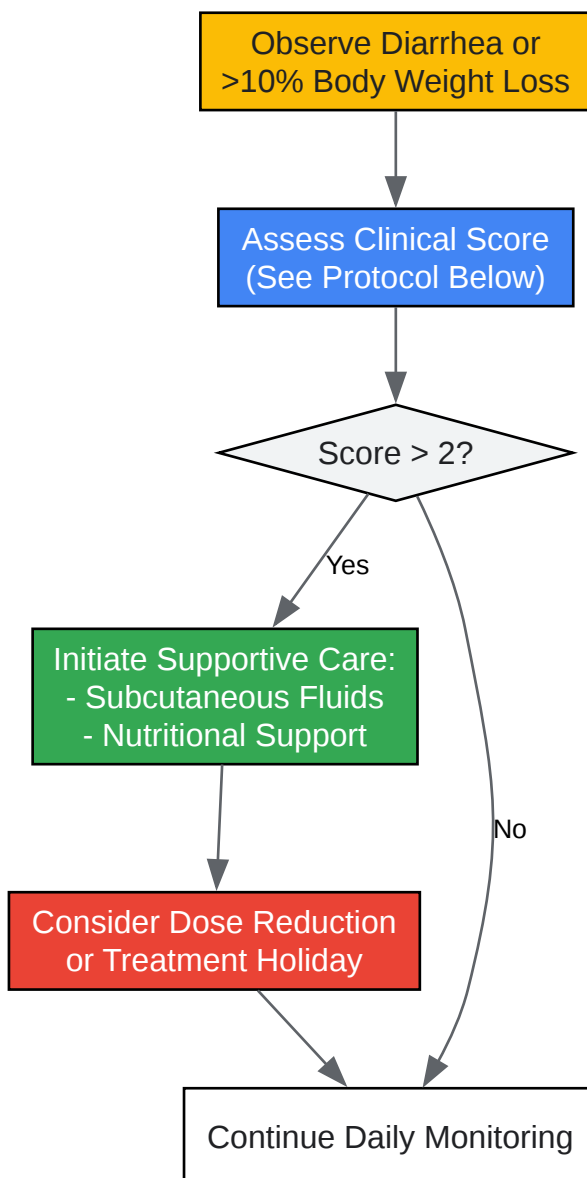 Observe Diarrhea or
>10% Body Weight Loss
Assess Clinical Score
(See Protocol Below)
Score > 2?
Yes
Initiate Supportive Care:
- Subcutaneous Fluids
- Nutritional Support
No
Consider Dose Reduction
or Treatment Holiday
Continue Daily Monitoring